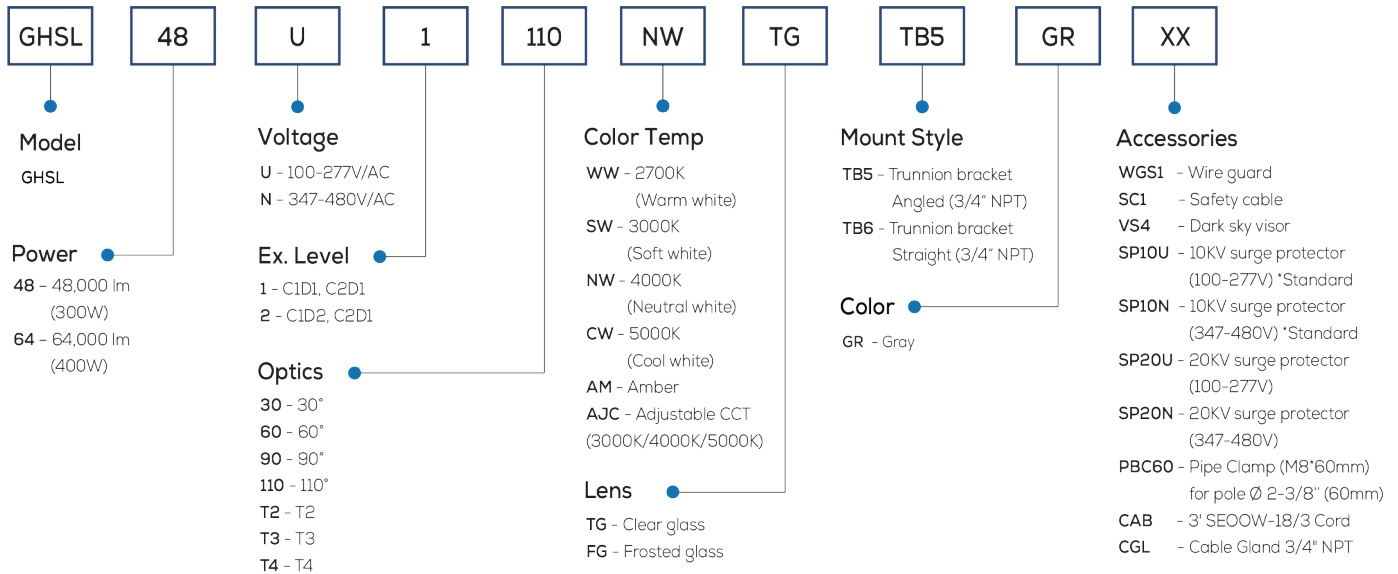 GHSL 48 U 1 110 NW TG TB5 GR XX
Model
GHSL
Power
48 – 48,000 lm
(300W)
64 – 64,000 lm
(400W)
Voltage
U - 100-277V/AC
N - 347-480V/AC
Ex. Level
1 - C1D1, C2D1
2 - C1D2, C2D1
Optics
30 - 30°
60 - 60°
90 - 90°
110 - 110°
T2 - T2
T3 - T3
T4 - T4
Color Temp
WW - 2700K
(Warm white)
SW - 3000K
(Soft white)
NW - 4000K
(Neutral white)
CW - 5000K
(Cool white)
AM - Amber
AJC - Adjustable CCT
(3000K/4000K/5000K)
Lens
TG - Clear glass
FG - Frosted glass
Mount Style
TB5 - Trunnion bracket
Angled (3/4" NPT)
TB6 - Trunnion bracket
Straight (3/4" NPT)
Color
GR - Gray
Accessories
WGS1 - Wire guard
SC1 - Safety cable
VS4 - Dark sky visor
SP10U - 10KV surge protector
(100-277V) *Standard
SP10N - 10KV surge protector
(347-480V) *Standard
SP20U - 20KV surge protector
(100-277V)
SP20N - 20KV surge protector
(347-480V)
PBC60 - Pipe Clamp (M8*60mm)
for pole Ø 2-3/8'' (60mm)
CAB - 3' SEOOW-18/3 Cord
CGL - Cable Gland 3/4" NPT